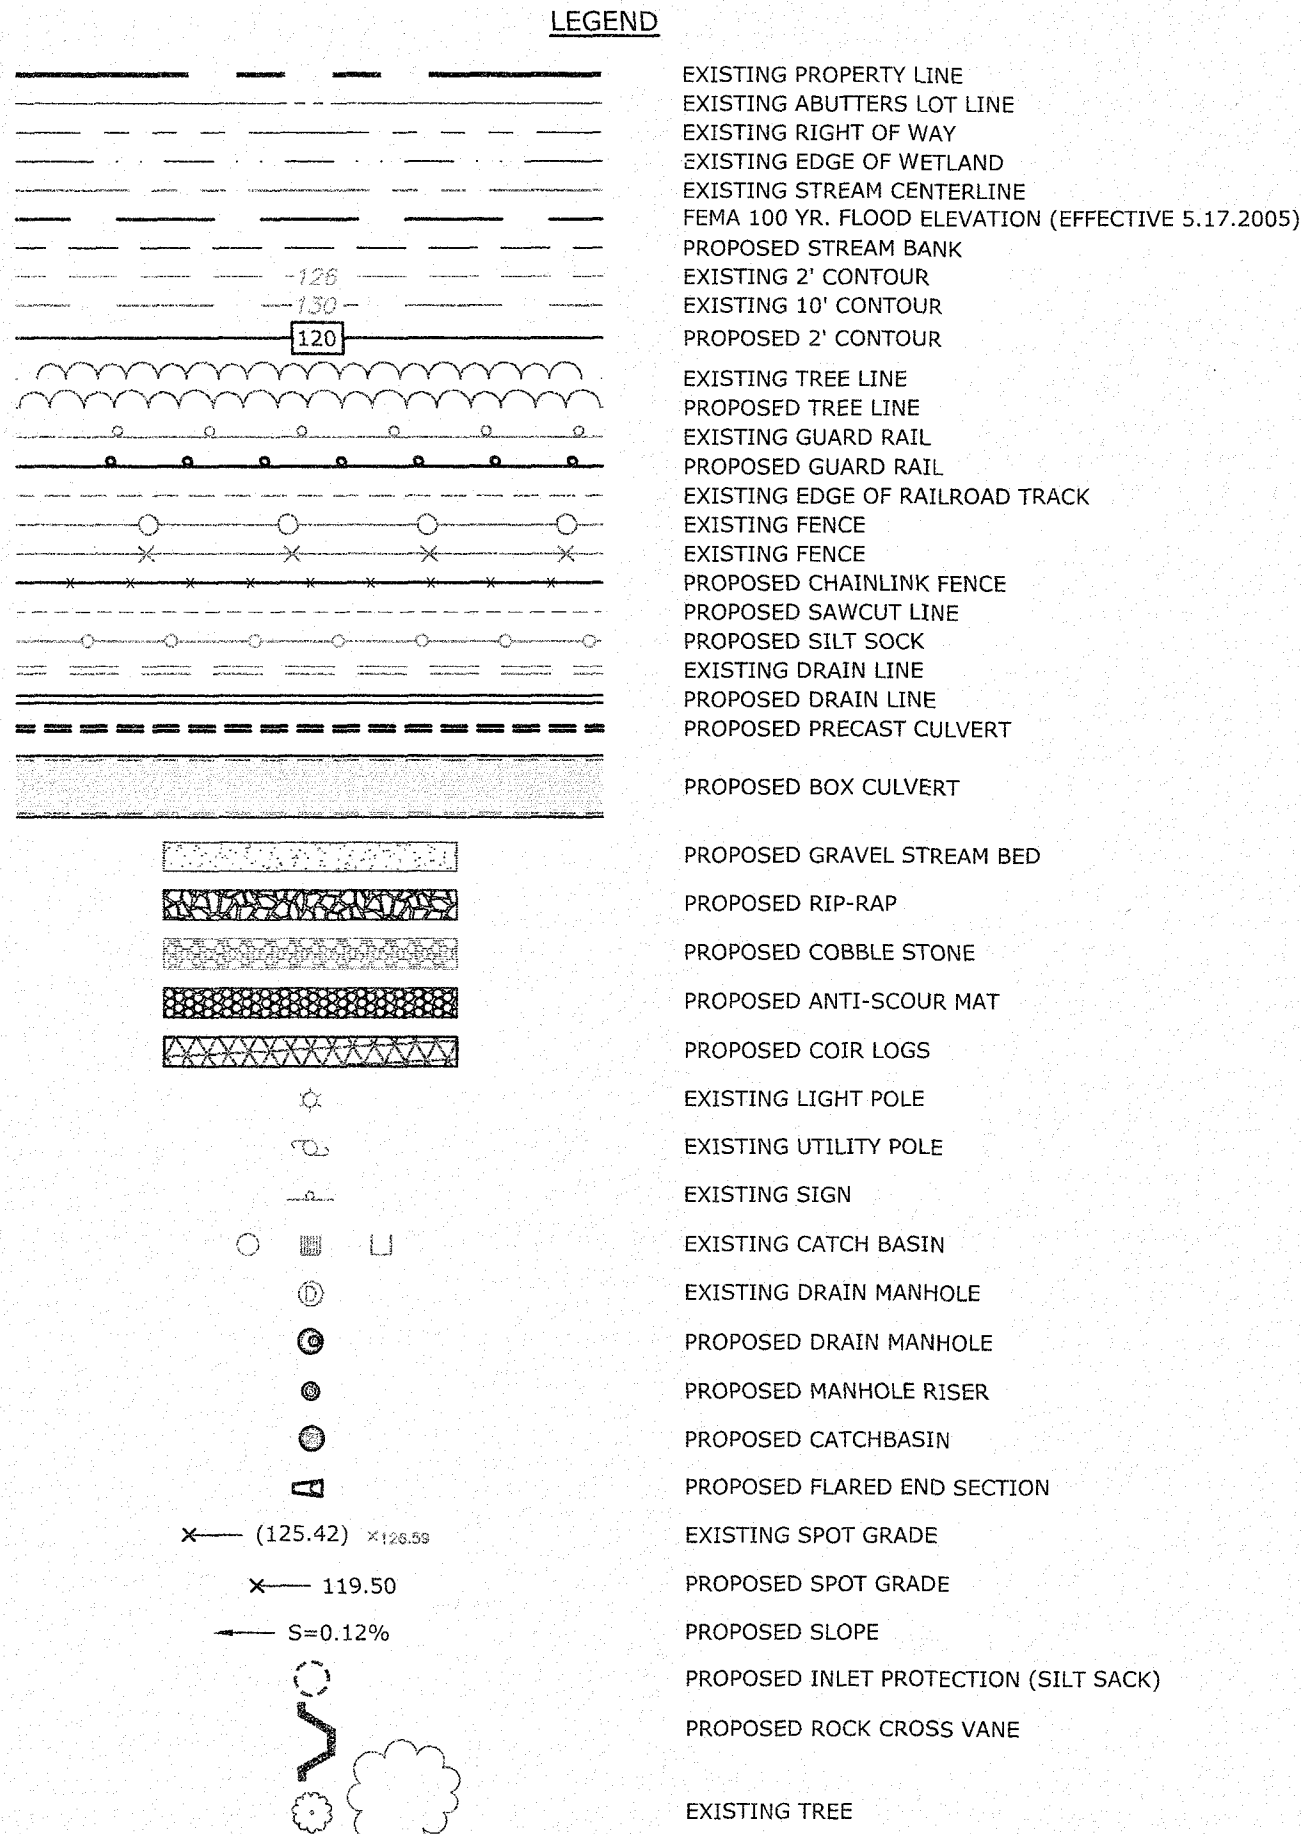 LEGEND
EXISTING PROPERTY LINE
EXISTING ABUTTERS LOT LINE
EXISTING RIGHT OF WAY
EXISTING EDGE OF WETLAND
EXISTING STREAM CENTERLINE
FEMA 100 YR. FLOOD ELEVATION (EFFECTIVE 5.17.2005)
PROPOSED STREAM BANK
126 EXISTING 2' CONTOUR
130 EXISTING 10' CONTOUR
120 PROPOSED 2' CONTOUR
EXISTING TREE LINE
PROPOSED TREE LINE
EXISTING GUARD RAIL
PROPOSED GUARD RAIL
EXISTING EDGE OF RAILROAD TRACK
EXISTING FENCE
EXISTING FENCE
PROPOSED CHAINLINK FENCE
PROPOSED SAWCUT LINE
PROPOSED SILT SOCK
EXISTING DRAIN LINE
PROPOSED DRAIN LINE
PROPOSED PRECAST CULVERT
PROPOSED BOX CULVERT
PROPOSED GRAVEL STREAM BED
PROPOSED RIP-RAP
PROPOSED COBBLE STONE
PROPOSED ANTI-SCOUR MAT
PROPOSED COIR LOGS
EXISTING LIGHT POLE
EXISTING UTILITY POLE
EXISTING SIGN
EXISTING CATCH BASIN
D EXISTING DRAIN MANHOLE
PROPOSED DRAIN MANHOLE
PROPOSED MANHOLE RISER
PROPOSED CATCHBASIN
PROPOSED FLARED END SECTION
(125.42) ×126.59 EXISTING SPOT GRADE
119.50 PROPOSED SPOT GRADE
S=0.12% PROPOSED SLOPE
PROPOSED INLET PROTECTION (SILT SACK)
PROPOSED ROCK CROSS VANE
EXISTING TREE